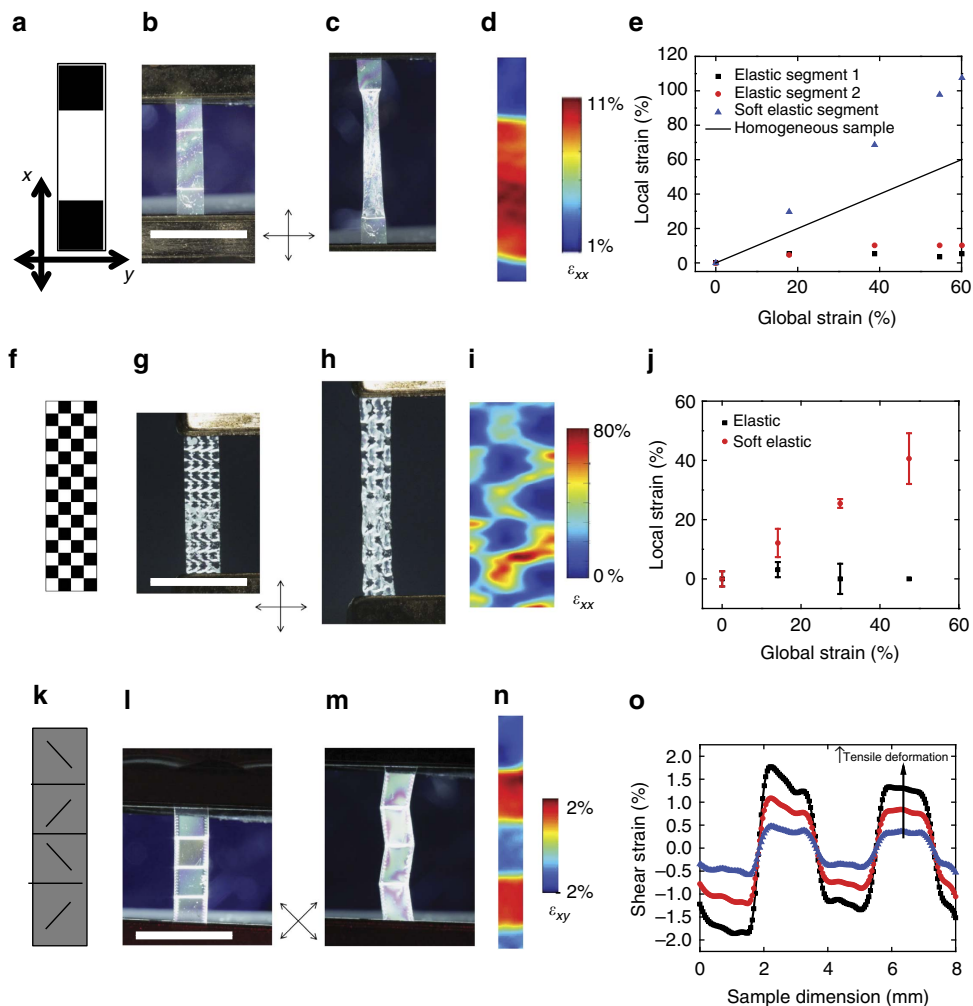 a
b
c
d
e
x
y
11%
1%
εxx
Local strain (%)
120
100
80
60
40
20
0
Elastic segment 1
Elastic segment 2
Soft elastic segment
Homogeneous sample
0
20
40
60
Global strain (%)
f
g
h
i
j
80%
0 %
εxx
Local strain (%)
60
40
20
0
Elastic
Soft elastic
0
20
40
60
Global strain (%)
k
l
m
n
o
2%
2%
εxy
Shear strain (%)
2.0
1.5
1.0
0.5
0.0
−0.5
−1.0
−1.5
−2.0
Tensile deformation
0
2
4
6
8
Sample dimension (mm)